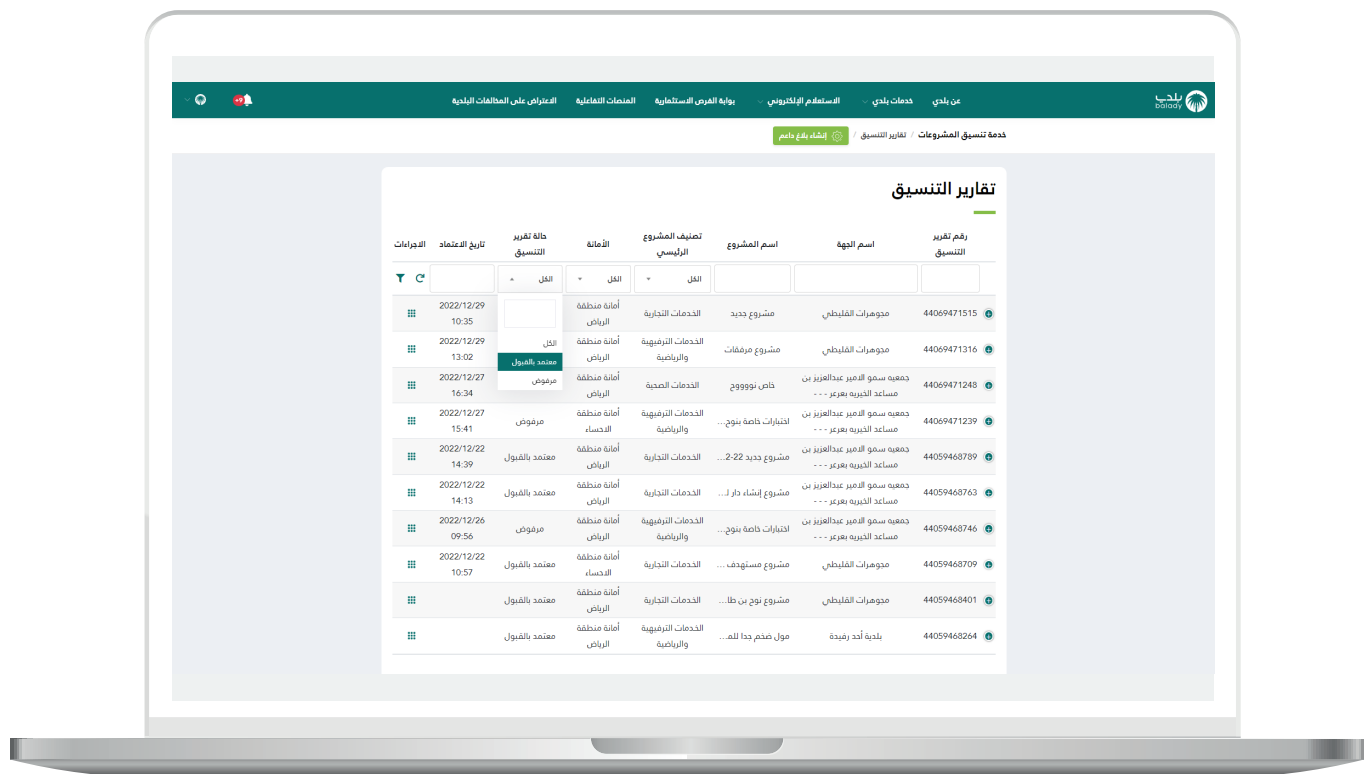 بلدي
balady
عن بلدي
خدمات بلدي
الاستعلام الإلكتروني
بوابة الفرص الاستثمارية
المنصات التفاعلية
الاعتراض على المخالفات البلدية
+9
خدمة تنسيق المشروعات / تقارير التنسيق / إنشاء بلاغ داعم
تقارير التنسيق
رقم تقرير التنسيق
اسم الجهة
اسم المشروع
تصنيف المشروع الرئيسي
الأمانة
حالة تقرير التنسيق
تاريخ الاعتماد
الاجراءات
الكل
الكل
الكل
الكل
معتمد بالقبول
مرفوض
44069471515 مجوهرات القليطي مشروع جديد الخدمات التجارية أمانة منطقة الرياض 2022/12/29 10:35
44069471316 مجوهرات القليطي مشروع مرفقات الخدمات الترفيهية والرياضية أمانة منطقة الرياض 2022/12/29 13:02
44069471248 جمعيه سمو الامير عبدالعزيز بن مساعد الخيريه بعرعر - - - خاص نووووح الخدمات الصحية أمانة منطقة الرياض 2022/12/27 16:34
44069471239 جمعيه سمو الامير عبدالعزيز بن مساعد الخيريه بعرعر - - - اختبارات خاصة بنوح... الخدمات الترفيهية والرياضية أمانة منطقة الاحساء مرفوض 2022/12/27 15:41
44059468789 جمعيه سمو الامير عبدالعزيز بن مساعد الخيريه بعرعر - - - مشروع جديد 22-2... الخدمات التجارية أمانة منطقة الرياض معتمد بالقبول 2022/12/22 14:39
44059468763 جمعيه سمو الامير عبدالعزيز بن مساعد الخيريه بعرعر - - - مشروع إنشاء دار ل... الخدمات التجارية أمانة منطقة الرياض معتمد بالقبول 2022/12/22 14:13
44059468746 جمعيه سمو الامير عبدالعزيز بن مساعد الخيريه بعرعر - - - اختبارات خاصة بنوح... الخدمات الترفيهية والرياضية أمانة منطقة الرياض مرفوض 2022/12/26 09:56
44059468709 مجوهرات القليطي مشروع مستهدف ... الخدمات التجارية أمانة منطقة الاحساء معتمد بالقبول 2022/12/22 10:57
44059468401 مجوهرات القليطي مشروع نوح بن طا... الخدمات التجارية أمانة منطقة الرياض معتمد بالقبول
44059468264 بلدية أحد رفيدة مول ضخم جدا للم... الخدمات الترفيهية والرياضية أمانة منطقة الرياض معتمد بالقبول